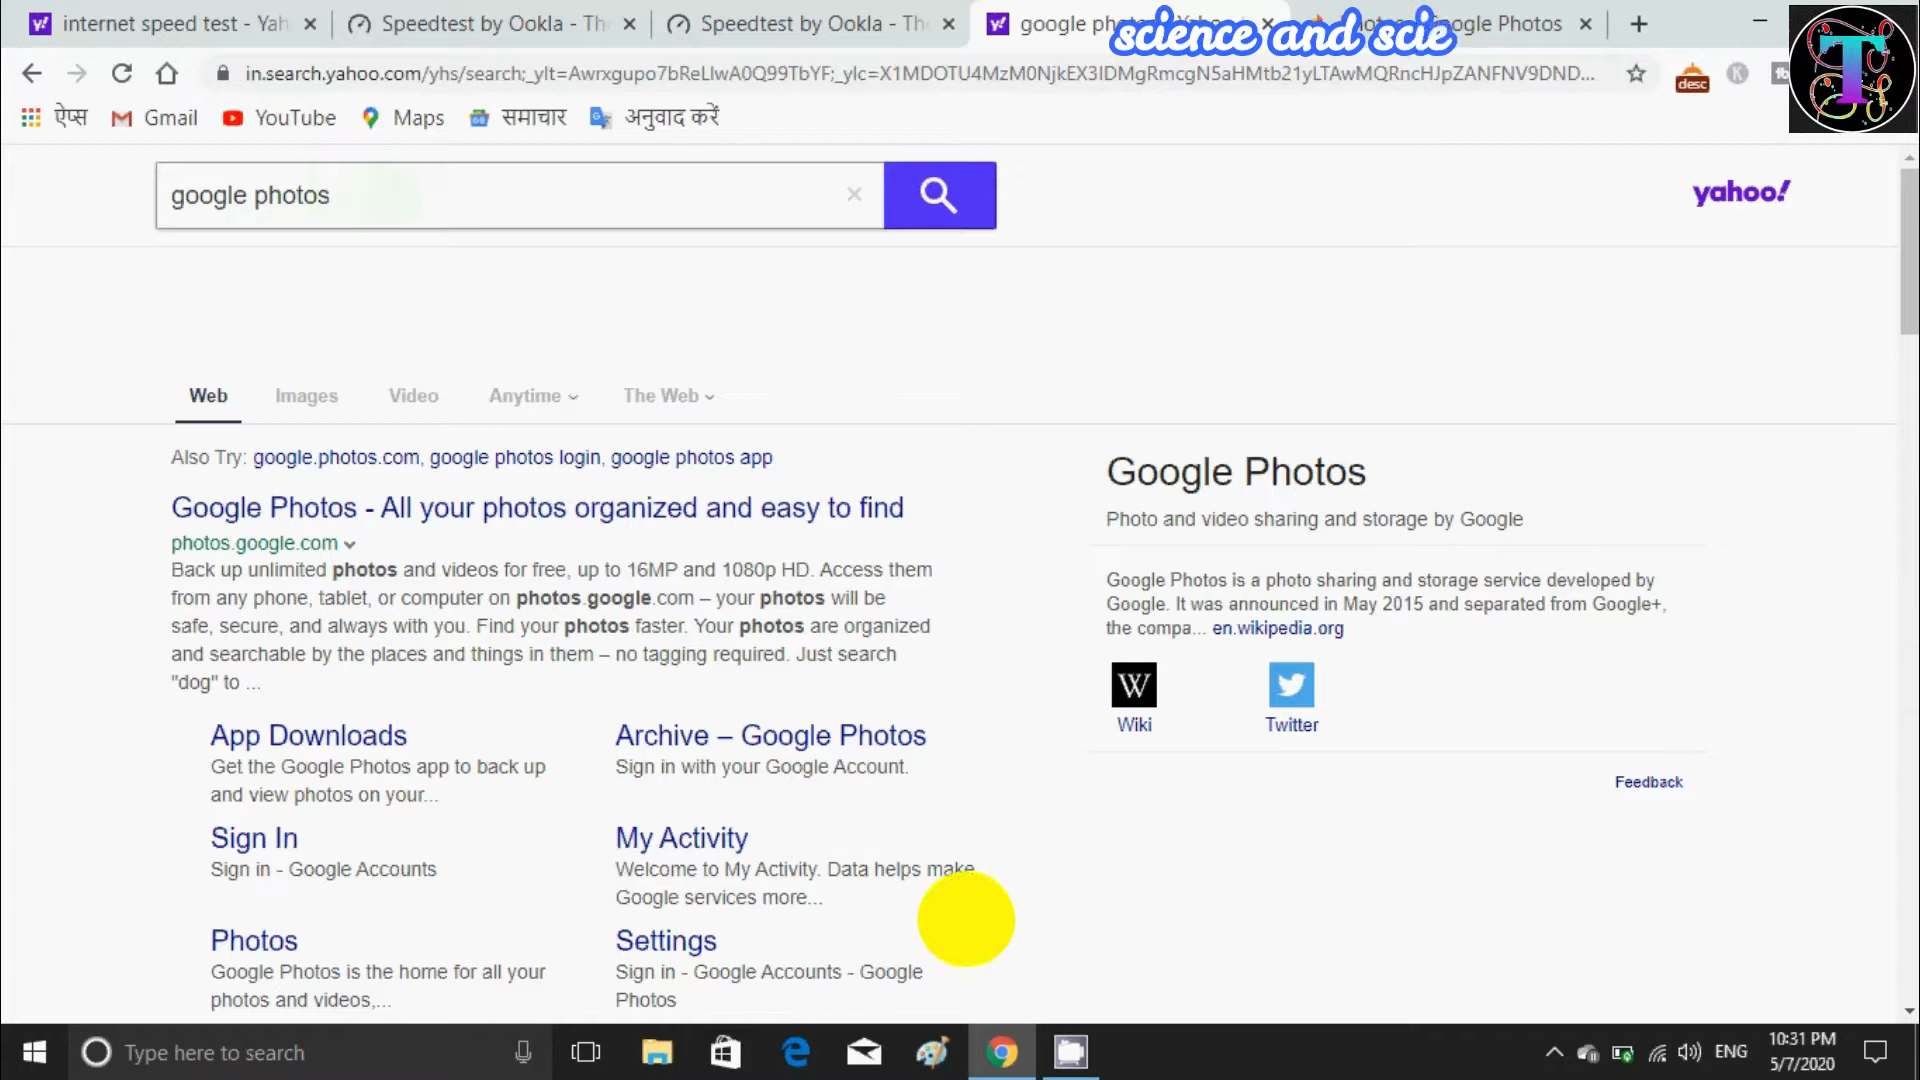 internet speed test - Yah
Speedtest by Ookla - The
Speedtest by Ookla - The
google pho
Google Photos
science and scie
in.search.yahoo.com/yhs/search;_ylt=Awrxgupo7bReLlwA0Q99TbYF;_ylc=X1MDOTU4MzM0NjkEX3IDMgRmcgN5aHMtb21yLTAwMQRncHJpZANFNV9DND...
desc
K
ऐप्स
Gmail
YouTube
Maps
समाचार
अनुवाद करें
google photos
yahoo!
Web
Images
Video
Anytime
The Web
Also Try: google.photos.com, google photos login, google photos app
Google Photos - All your photos organized and easy to find
photos.google.com
Back up unlimited photos and videos for free, up to 16MP and 1080p HD. Access them
from any phone, tablet, or computer on photos.google.com – your photos will be
safe, secure, and always with you. Find your photos faster. Your photos are organized
and searchable by the places and things in them – no tagging required. Just search
"dog" to ...
App Downloads
Get the Google Photos app to back up
and view photos on your...
Archive – Google Photos
Sign in with your Google Account.
Sign In
Sign in - Google Accounts
My Activity
Welcome to My Activity. Data helps make
Google services more...
Photos
Google Photos is the home for all your
photos and videos,...
Settings
Sign in - Google Accounts - Google
Photos
Google Photos
Photo and video sharing and storage by Google
Google Photos is a photo sharing and storage service developed by
Google. It was announced in May 2015 and separated from Google+,
the compa... en.wikipedia.org
W
Wiki
Twitter
Feedback
Type here to search
ENG
10:31 PM
5/7/2020